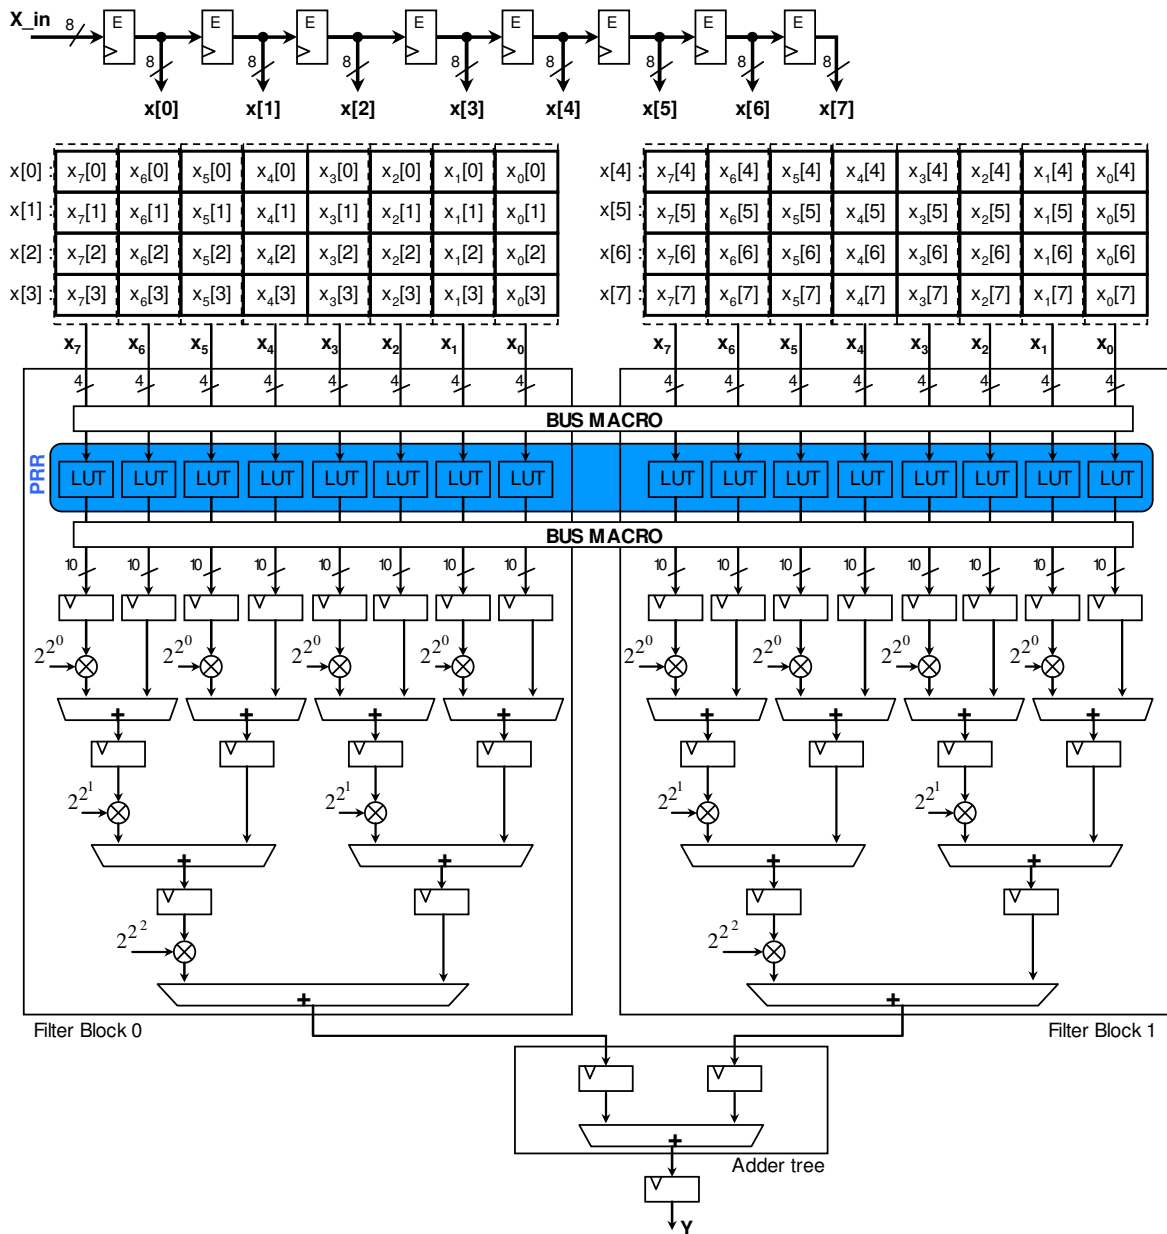 X_in 8 E E E E E E E E
8 8 8 8 8 8 8 8
x[0] x[1] x[2] x[3] x[4] x[5] x[6] x[7]
x[0] : x₇[0] x₆[0] x₅[0] x₄[0] x₃[0] x₂[0] x₁[0] x₀[0] x[4] : x₇[4] x₆[4] x₅[4] x₄[4] x₃[4] x₂[4] x₁[4] x₀[4]
x[1] : x₇[1] x₆[1] x₅[1] x₄[1] x₃[1] x₂[1] x₁[1] x₀[1] x[5] : x₇[5] x₆[5] x₅[5] x₄[5] x₃[5] x₂[5] x₁[5] x₀[5]
x[2] : x₇[2] x₆[2] x₅[2] x₄[2] x₃[2] x₂[2] x₁[2] x₀[2] x[6] : x₇[6] x₆[6] x₅[6] x₄[6] x₃[6] x₂[6] x₁[6] x₀[6]
x[3] : x₇[3] x₆[3] x₅[3] x₄[3] x₃[3] x₂[3] x₁[3] x₀[3] x[7] : x₇[7] x₆[7] x₅[7] x₄[7] x₃[7] x₂[7] x₁[7] x₀[7]
x₇ x₆ x₅ x₄ x₃ x₂ x₁ x₀ x₇ x₆ x₅ x₄ x₃ x₂ x₁ x₀
4 4 4 4 4 4 4 4 4 4 4 4 4 4 4 4
BUS MACRO
PRR LUT LUT LUT LUT LUT LUT LUT LUT LUT LUT LUT LUT LUT LUT LUT LUT
BUS MACRO
10 10 10 10 10 10 10 10 10 10 10 10 10 10 10 10
2^2^0 2^2^0 2^2^0 2^2^0 2^2^0 2^2^0 2^2^0 2^2^0
+ + + + + + + +
2^2^1 2^2^1 2^2^1 2^2^1
+ + + +
2^2^2 2^2^2
+ +
Filter Block 0 Filter Block 1
+
Adder tree
Y